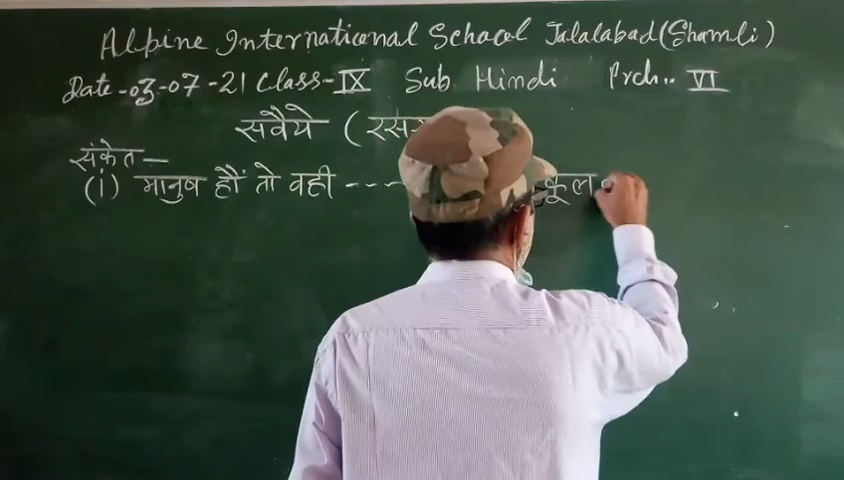 Alpine International School Jalalabad (Shamli)
Date-03-07-21 Class-IX Sub Hindi Prch.. VI
सवैये (रस
संकेत—
(i) मानुष हौं तो वही ---- कूल